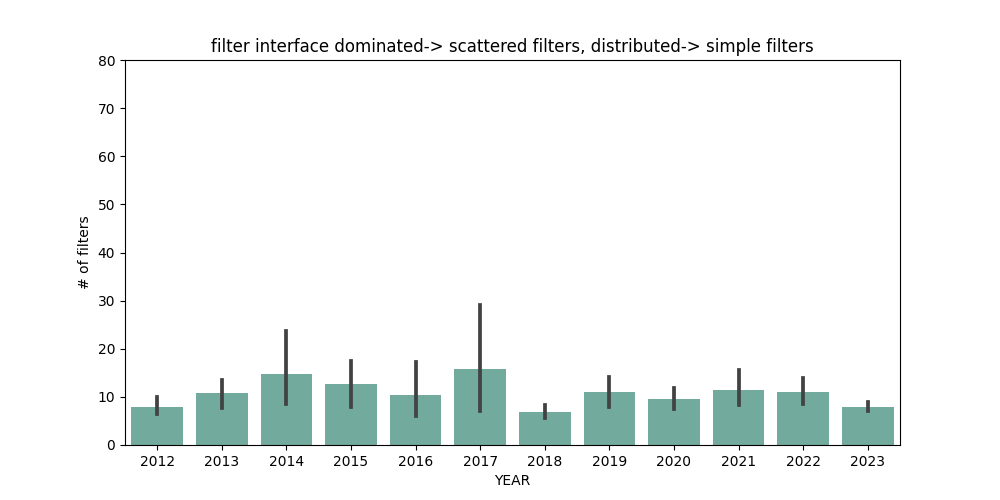 filter interface dominated-> scattered filters, distributed-> simple filters
80
70
60
50
40
30
20
10
0
# of filters
2012 2013 2014 2015 2016 2017 2018 2019 2020 2021 2022 2023
YEAR